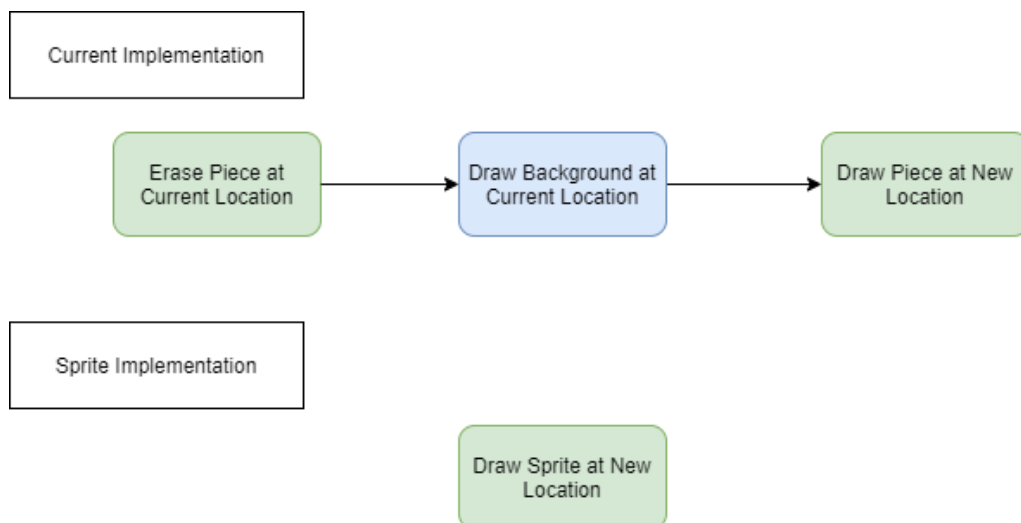 Current Implementation
Erase Piece at
Current Location
Draw Background at
Current Location
Draw Piece at New
Location
Sprite Implementation
Draw Sprite at New
Location